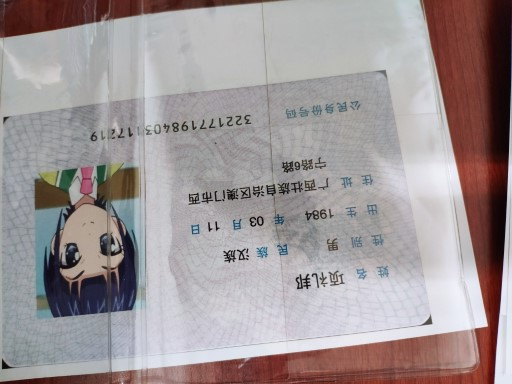 姓名 项礼邦
性别 男 民族 汉族
出生 1984 年 03 月 11 日
住址 广西壮族自治区澳门市西
宁路6路
公民身份号码 322177198403117219